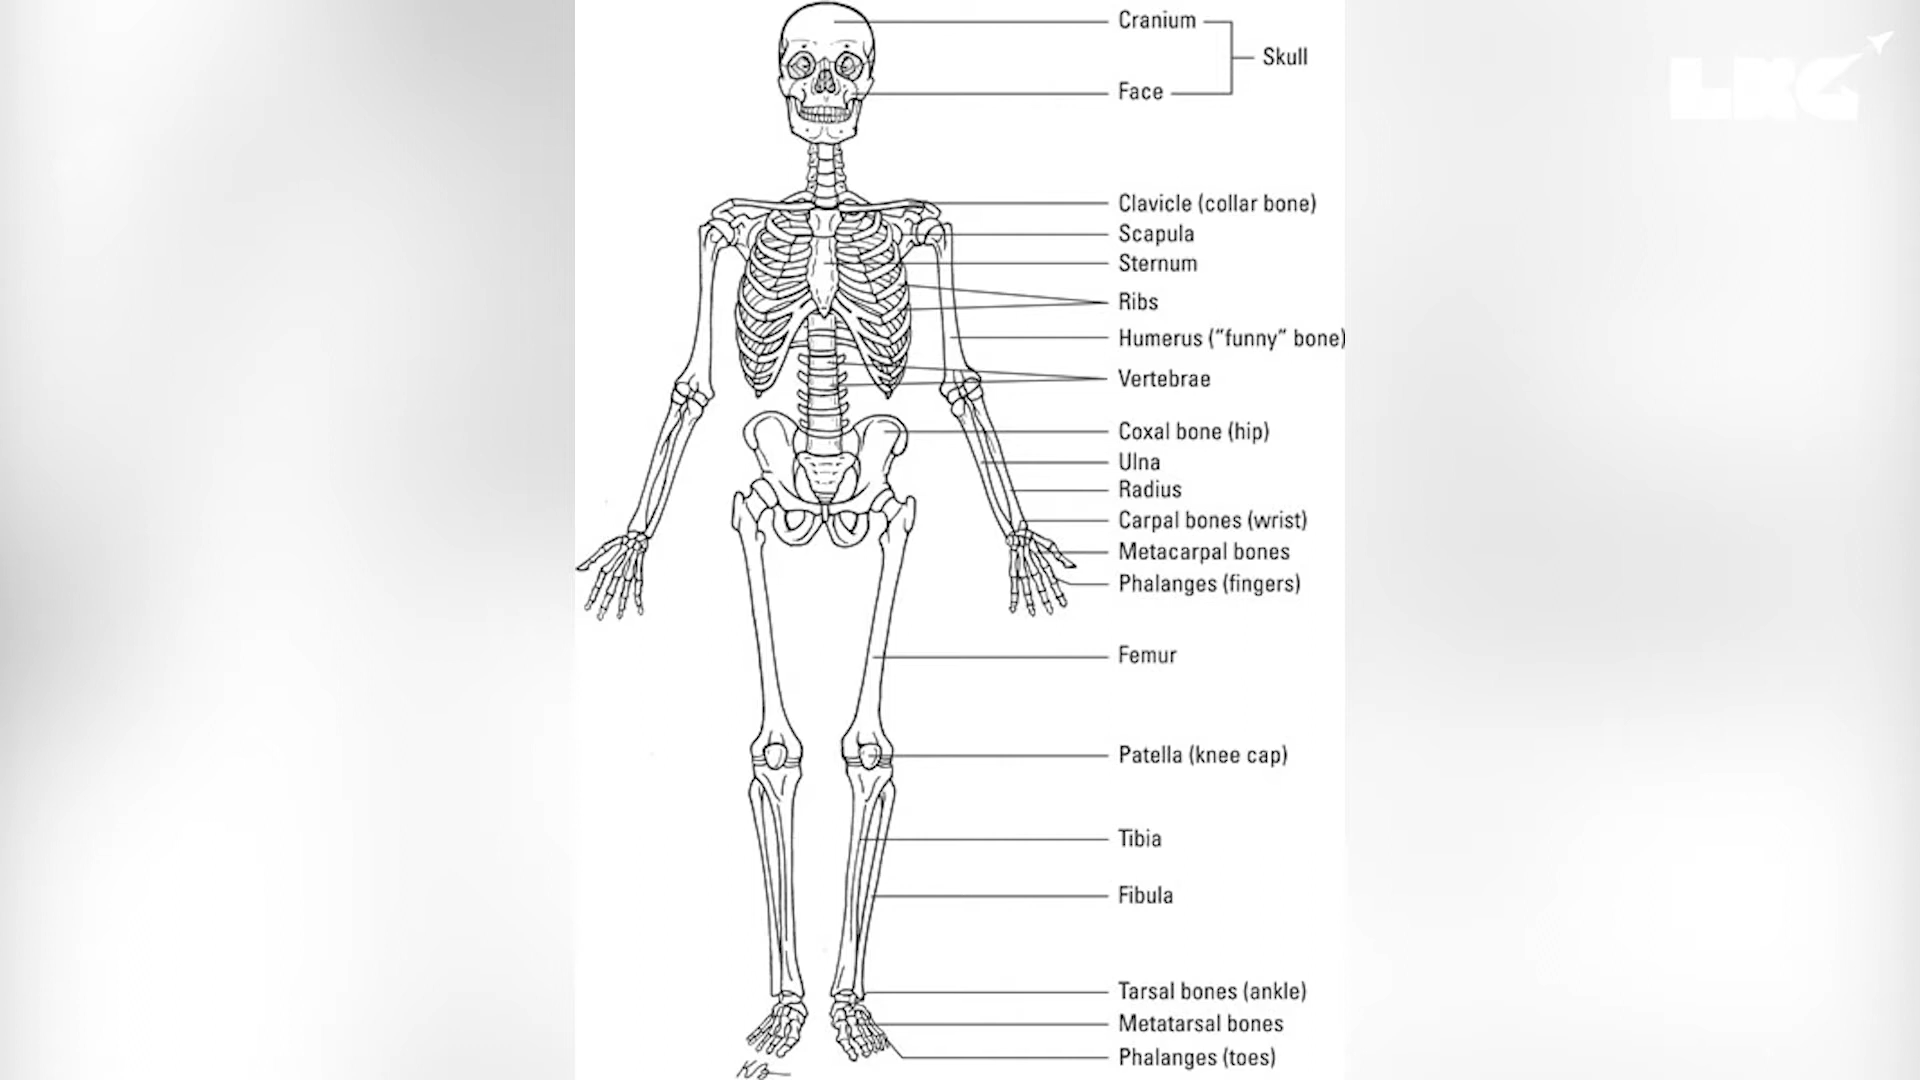 Cranium
Skull
Face
Clavicle (collar bone)
Scapula
Sternum
Ribs
Humerus ("funny" bone)
Vertebrae
Coxal bone (hip)
Ulna
Radius
Carpal bones (wrist)
Metacarpal bones
Phalanges (fingers)
Femur
Patella (knee cap)
Tibia
Fibula
Tarsal bones (ankle)
Metatarsal bones
Phalanges (toes)
LXG